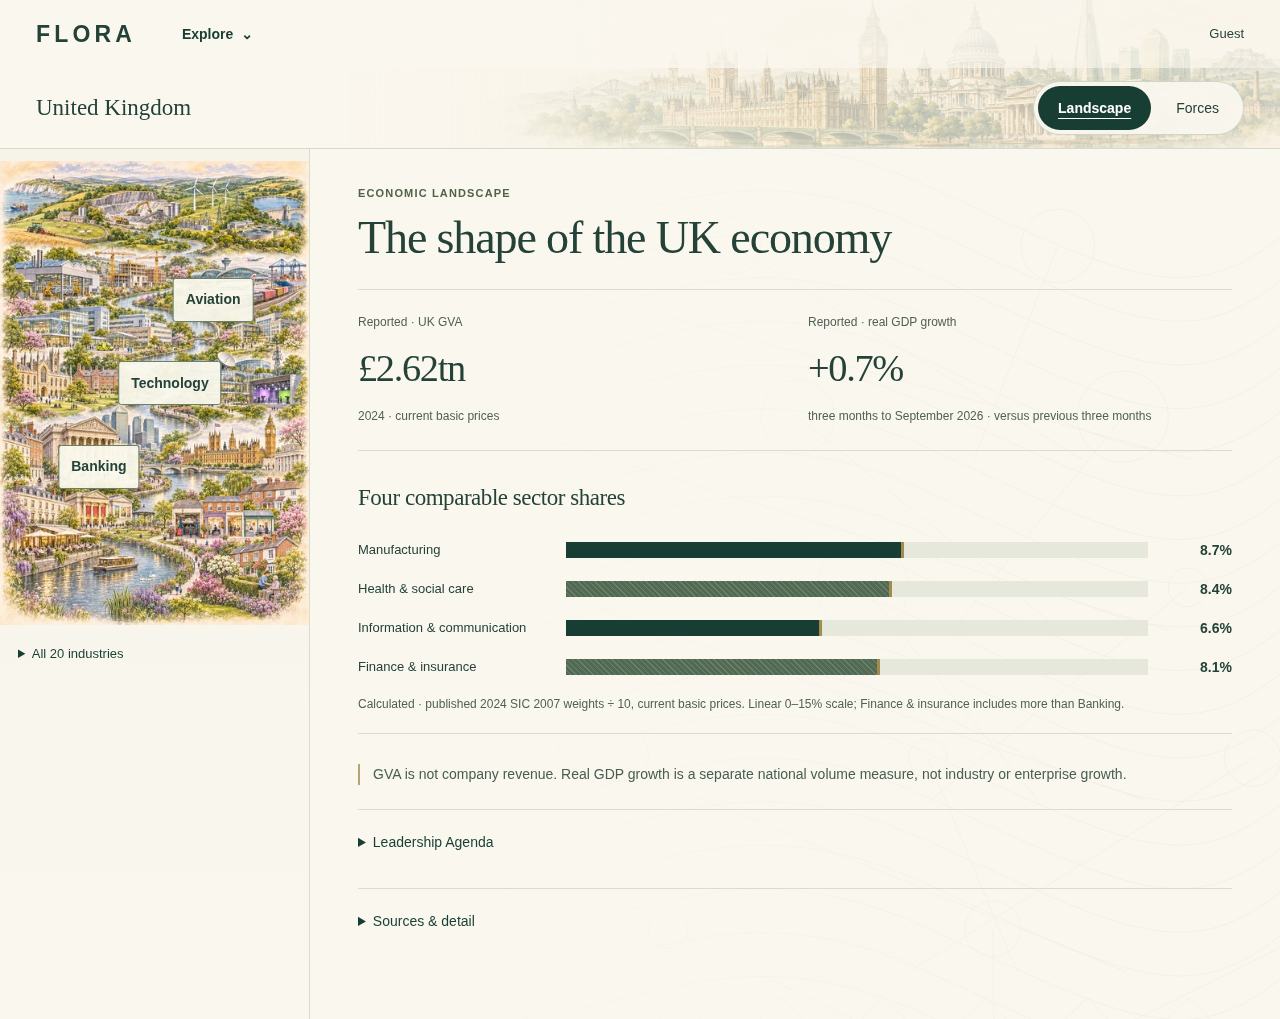 FLORA
Explore
Guest
United Kingdom
Landscape
Forces
Aviation
Technology
Banking
All 20 industries
ECONOMIC LANDSCAPE
The shape of the UK economy
Reported · UK GVA
£2.62tn
2024 · current basic prices
Reported · real GDP growth
+0.7%
three months to September 2026 · versus previous three months
Four comparable sector shares
Manufacturing 8.7%
Health & social care 8.4%
Information & communication 6.6%
Finance & insurance 8.1%
Calculated · published 2024 SIC 2007 weights ÷ 10, current basic prices. Linear 0–15% scale; Finance & insurance includes more than Banking.
GVA is not company revenue. Real GDP growth is a separate national volume measure, not industry or enterprise growth.
Leadership Agenda
Sources & detail